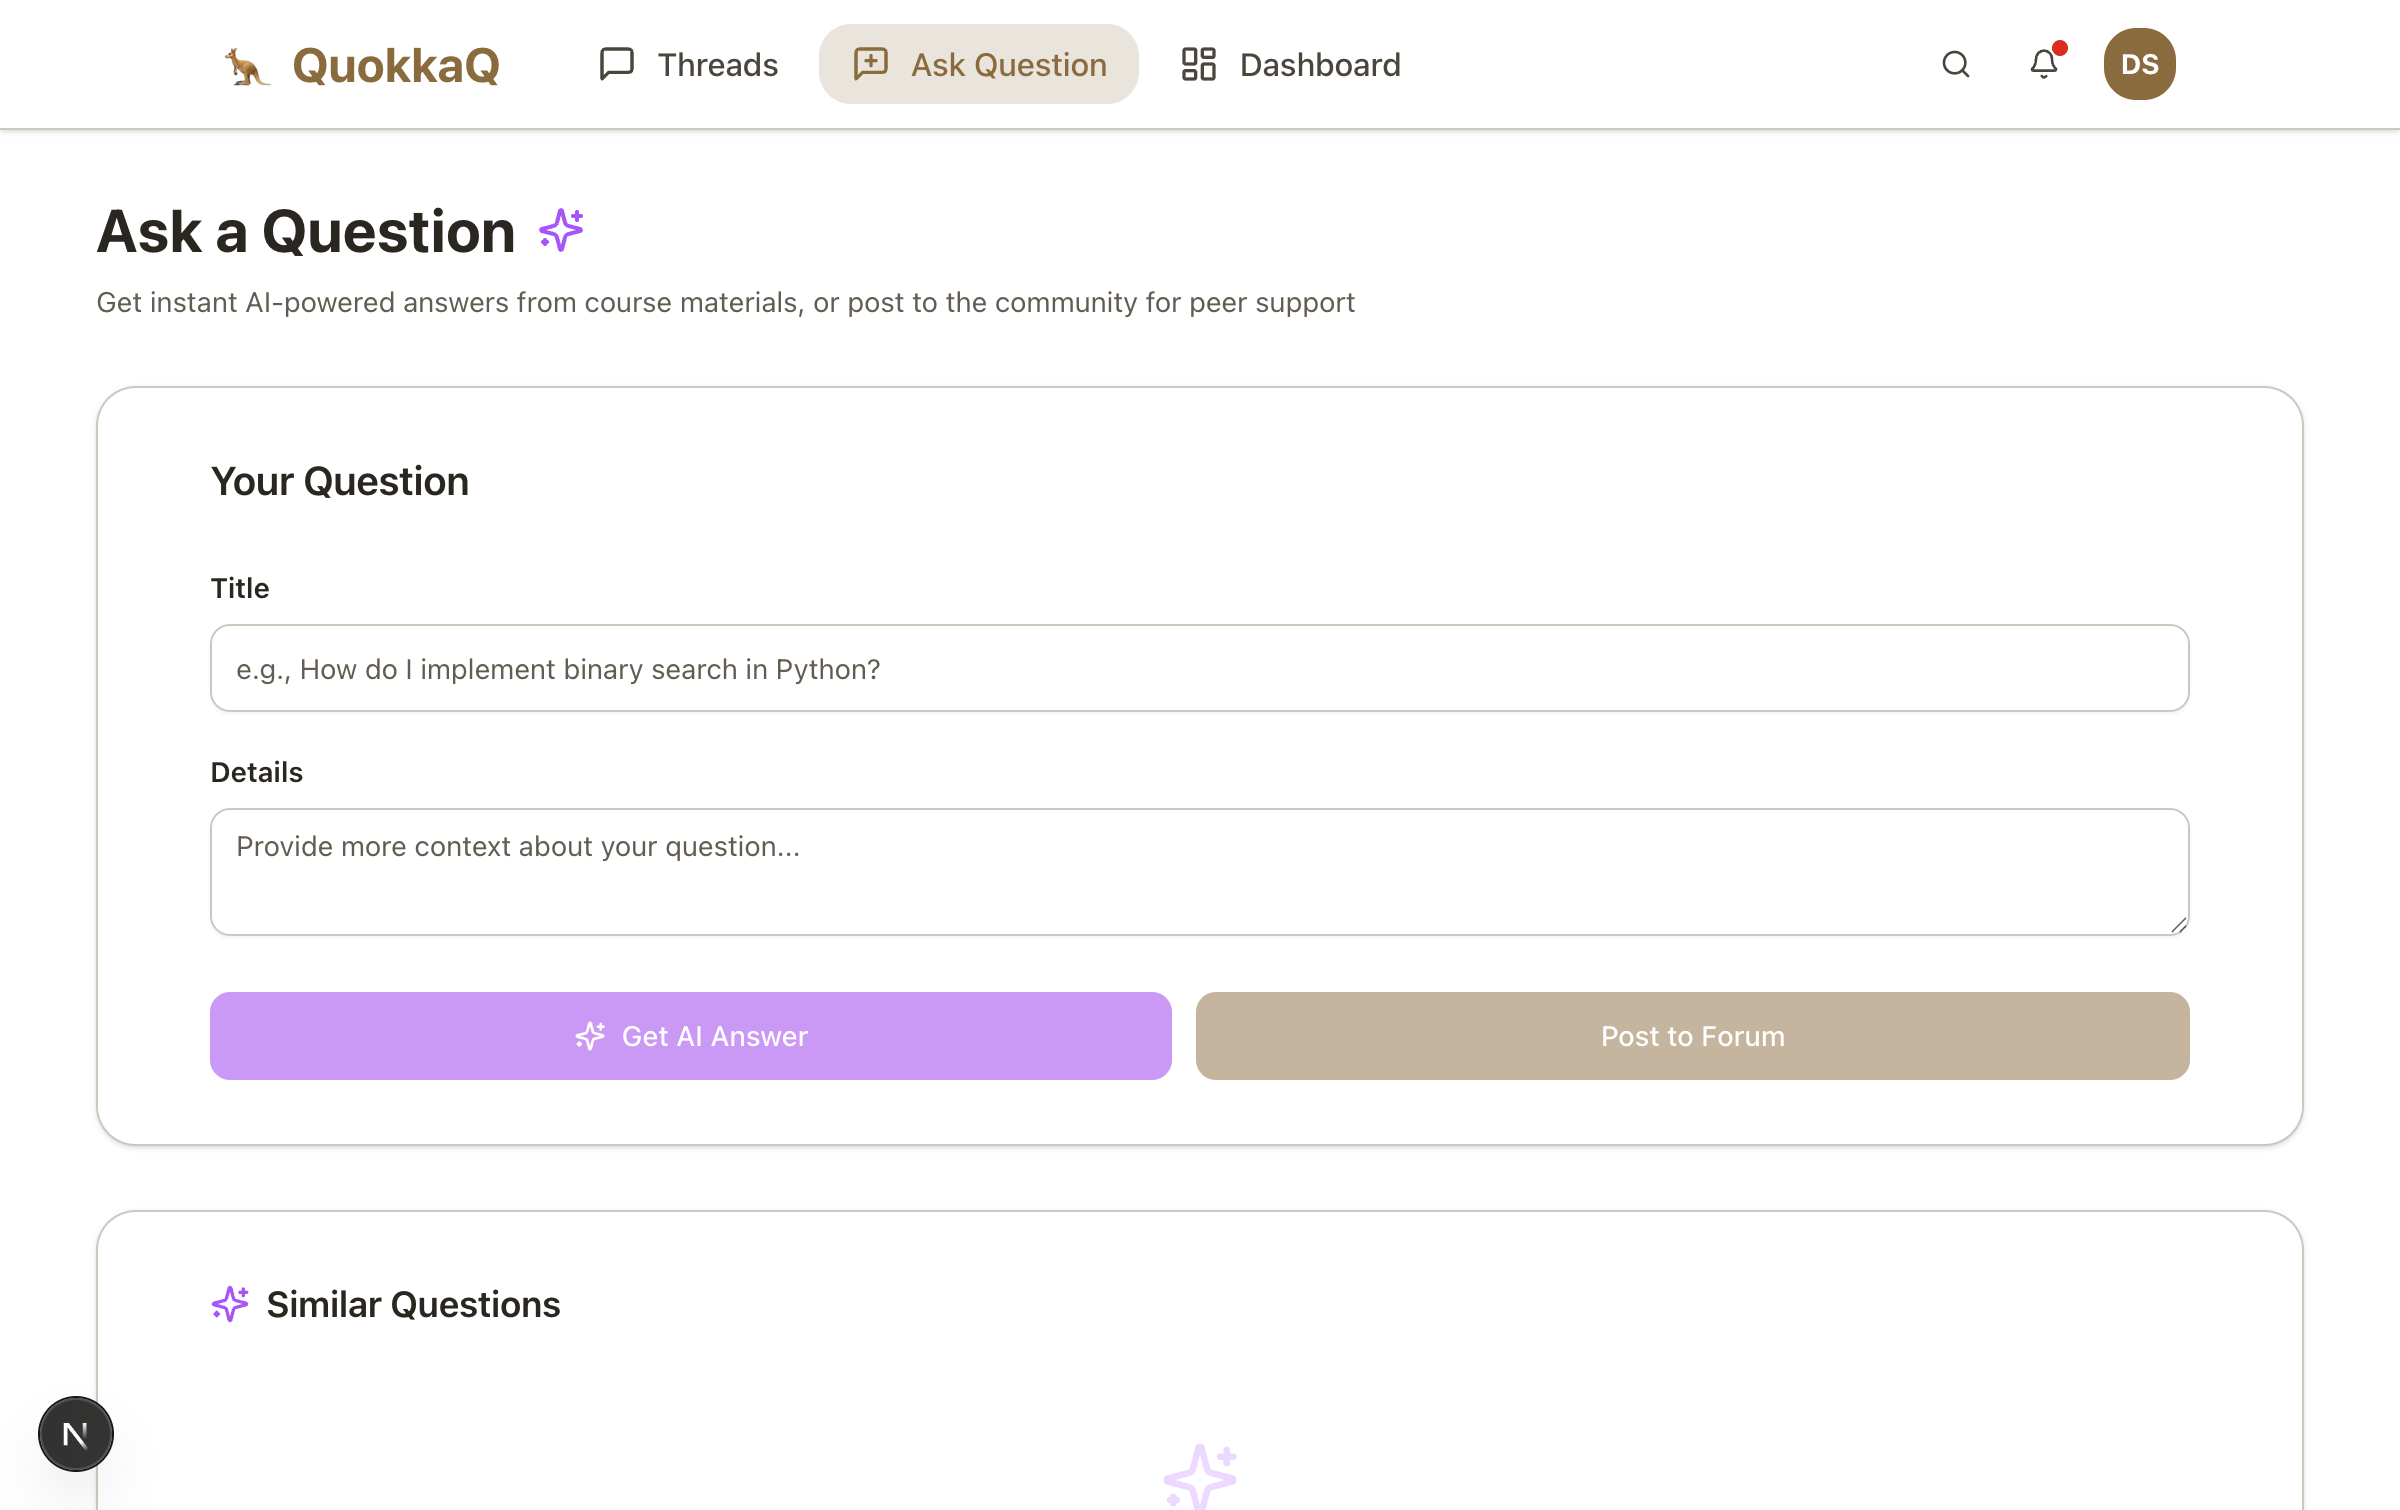 QuokkaQ
Threads
Ask Question
Dashboard
DS
Ask a Question
Get instant AI-powered answers from course materials, or post to the community for peer support
Your Question
Title
e.g., How do I implement binary search in Python?
Details
Provide more context about your question...
Get AI Answer
Post to Forum
Similar Questions
N